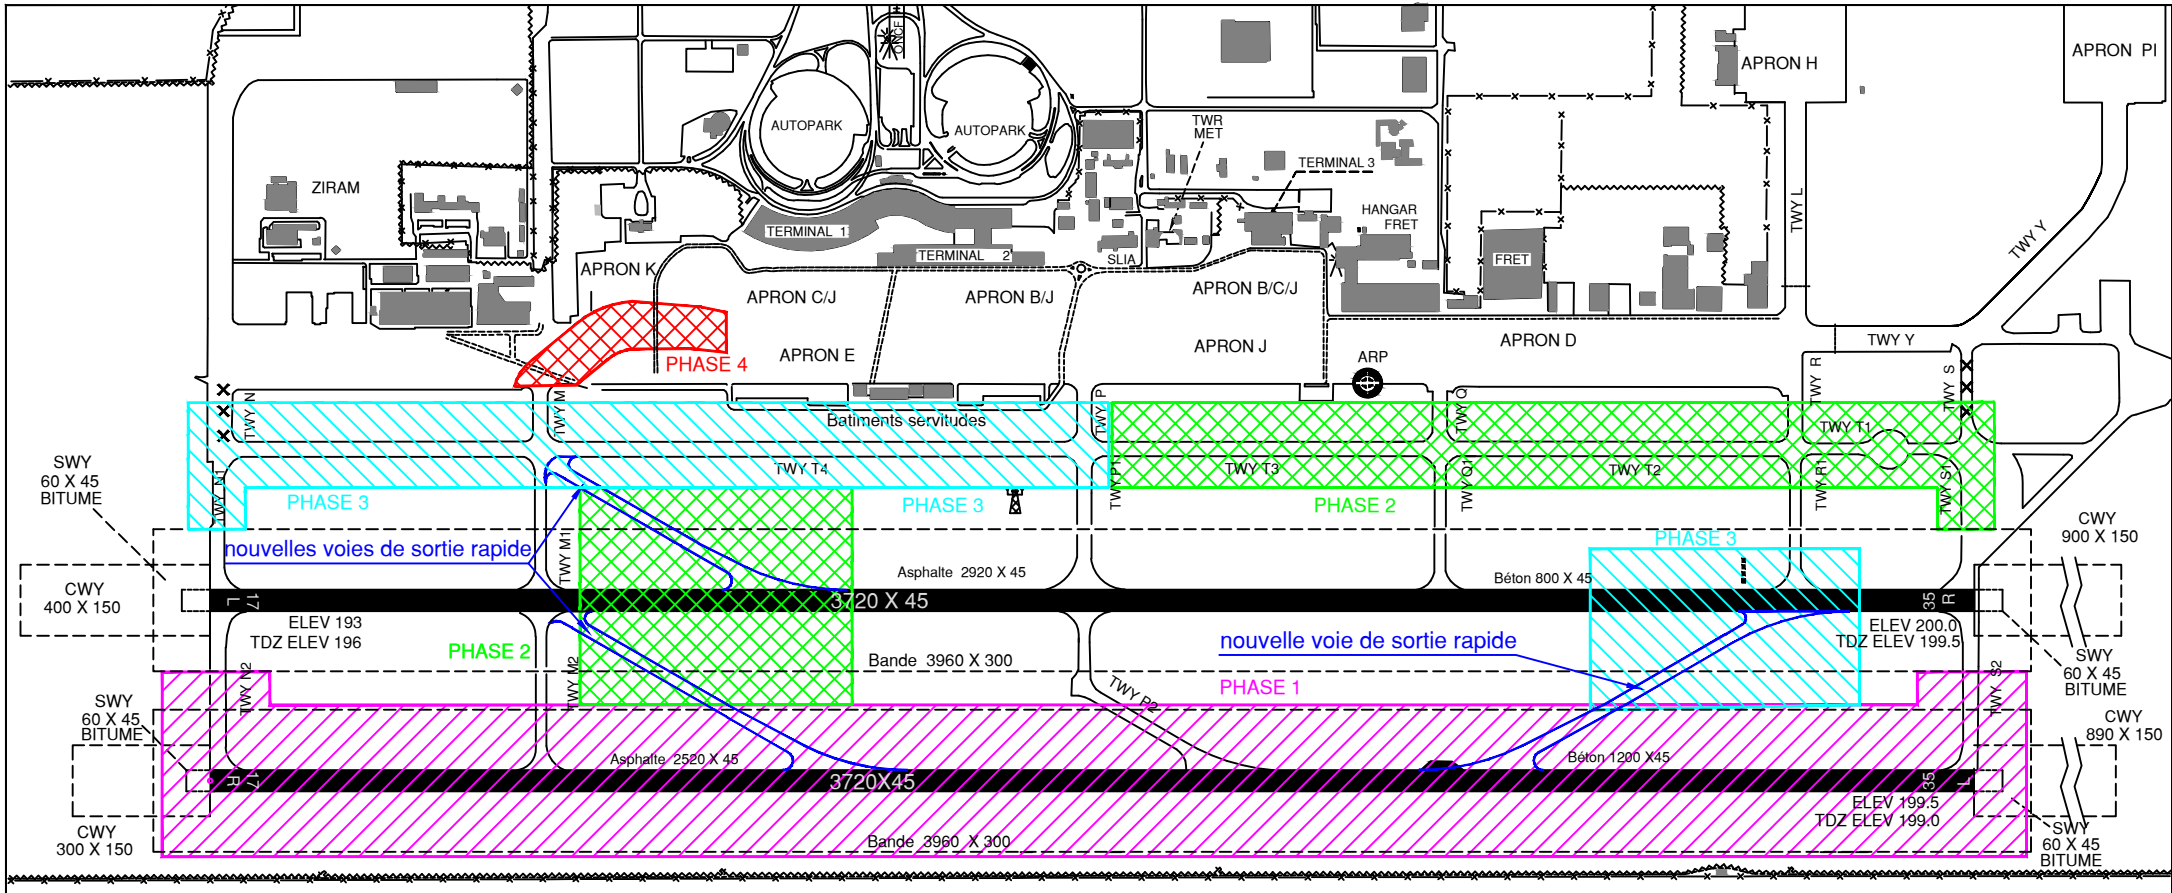 ONCF
APRON H
APRON PI
AUTOPARK
AUTOPARK
TWR
MET
TERMINAL 3
ZIRAM
TERMINAL 1
TERMINAL 2
SLIA
HANGAR
FRET
FRET
TWY L
TWY Y
APRON K
APRON C/J
APRON B/J
APRON B/C/J
APRON E
APRON J
APRON D
TWY Y
PHASE 4
ARP
TWY N
TWY M
TWY P
TWY Q
TWY R
TWY S
Batiments servitudes
TWY T1
TWY T4
TWY T3
TWY T2
TWY N1
TWY M1
TWY P1
TWY Q1
TWY R1
TWY S1
SWY
60 X 45
BITUME
PHASE 3
PHASE 3
PHASE 2
PHASE 3
CWY
900 X 150
nouvelles voies de sortie rapide
Asphalte 2920 X 45
Béton 800 X 45
CWY
400 X 150
17
L
3720 X 45
35
R
ELEV 193
TDZ ELEV 196
ELEV 200.0
TDZ ELEV 199.5
PHASE 2
nouvelle voie de sortie rapide
Bande 3960 X 300
SWY
60 X 45
BITUME
TWY N2
TWY M2
TWY P2
TWY S2
PHASE 1
SWY
60 X 45
BITUME
CWY
890 X 150
Asphalte 2520 X 45
Béton 1200 X45
17
R
3720X45
35
L
ELEV 199.5
TDZ ELEV 199.0
CWY
300 X 150
Bande 3960 X 300
SWY
60 X 45
BITUME